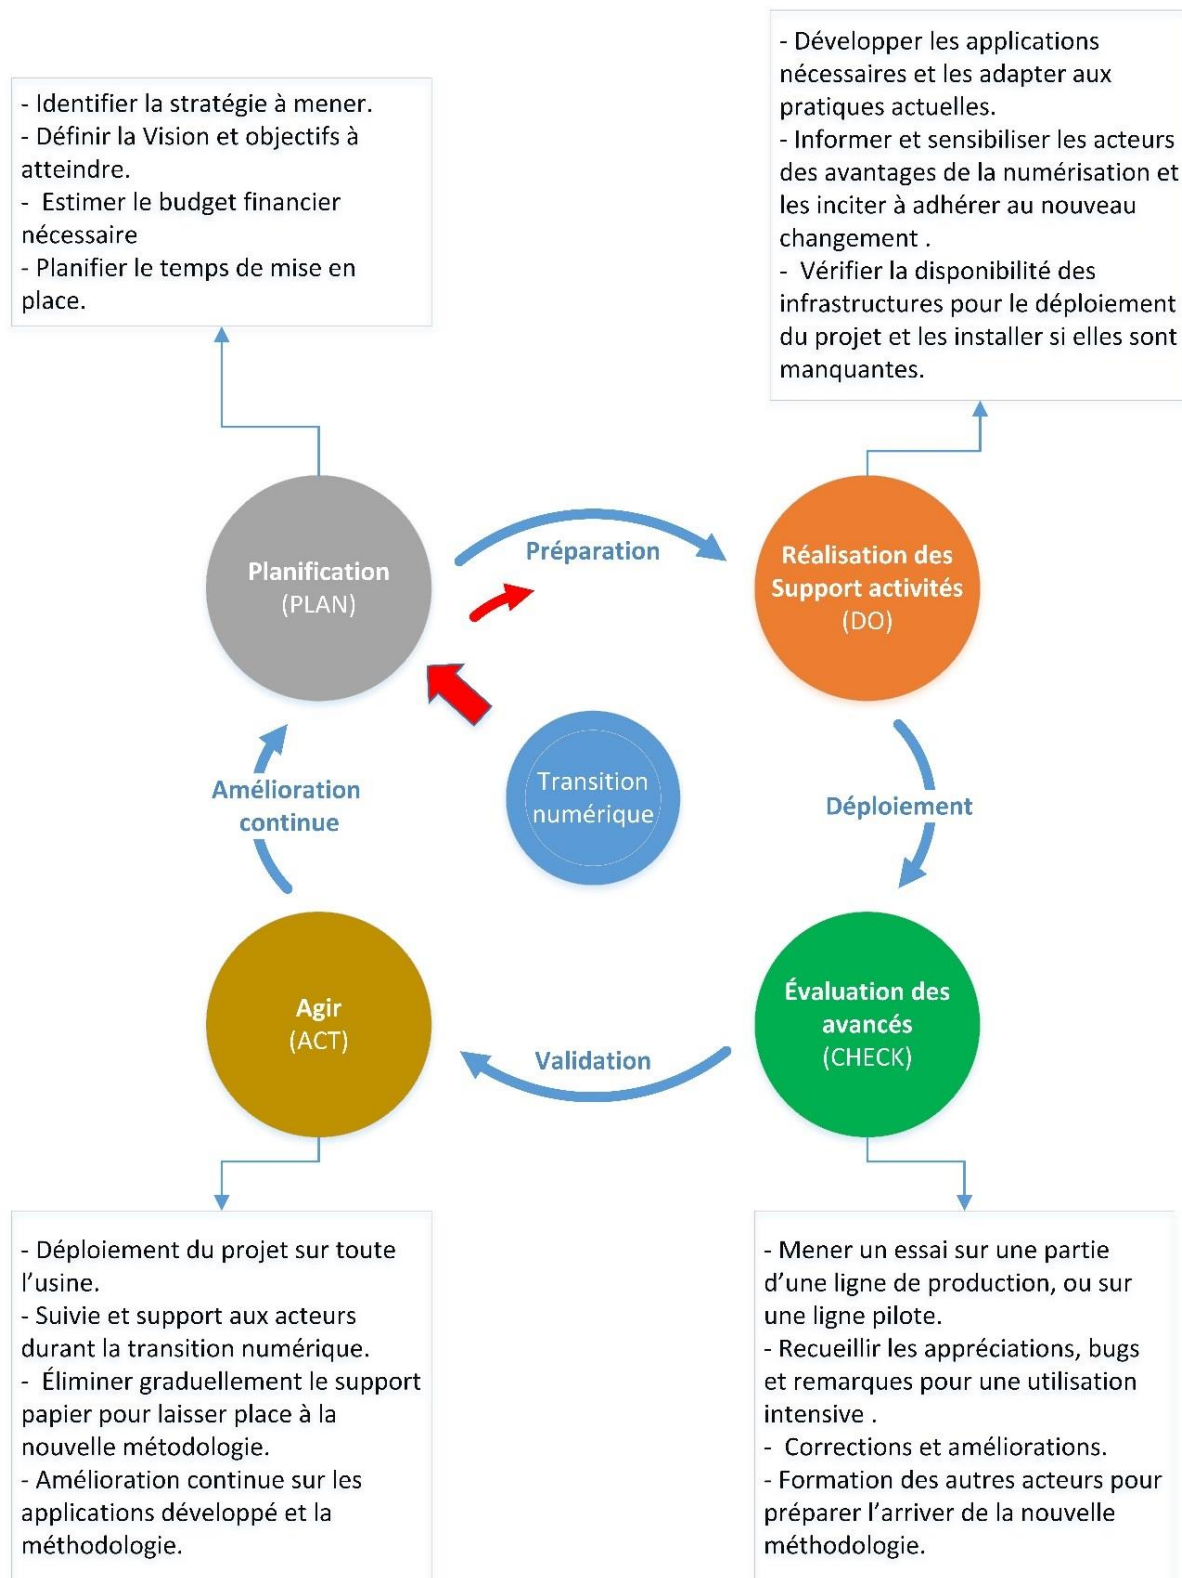 - Identifier la stratégie à mener.
- Définir la Vision et objectifs à
atteindre.
-  Estimer le budget financier
nécessaire
- Planifier le temps de mise en
place.
- Développer les applications
nécessaires et les adapter aux
pratiques actuelles.
- Informer et sensibiliser les acteurs
des avantages de la numérisation et
les inciter à adhérer au nouveau
changement .
-  Vérifier la disponibilité des
infrastructures pour le déploiement
du projet et les installer si elles sont
manquantes.
Planification
(PLAN)
Préparation
Réalisation des
Support activités
(DO)
Amélioration
continue
Transition
numérique
Déploiement
Agir
(ACT)
Validation
Évaluation des
avancés
(CHECK)
- Déploiement du projet sur toute
l'usine.
- Suivie et support aux acteurs
durant la transition numérique.
-  Éliminer graduellement le support
papier pour laisser place à la
nouvelle métodologie.
- Amélioration continue sur les
applications développé et la
méthodologie.
- Mener un essai sur une partie
d'une ligne de production, ou sur
une ligne pilote.
- Recueillir les appréciations, bugs
et remarques pour une utilisation
intensive .
-  Corrections et améliorations.
- Formation des autres acteurs pour
préparer l'arriver de la nouvelle
méthodologie.